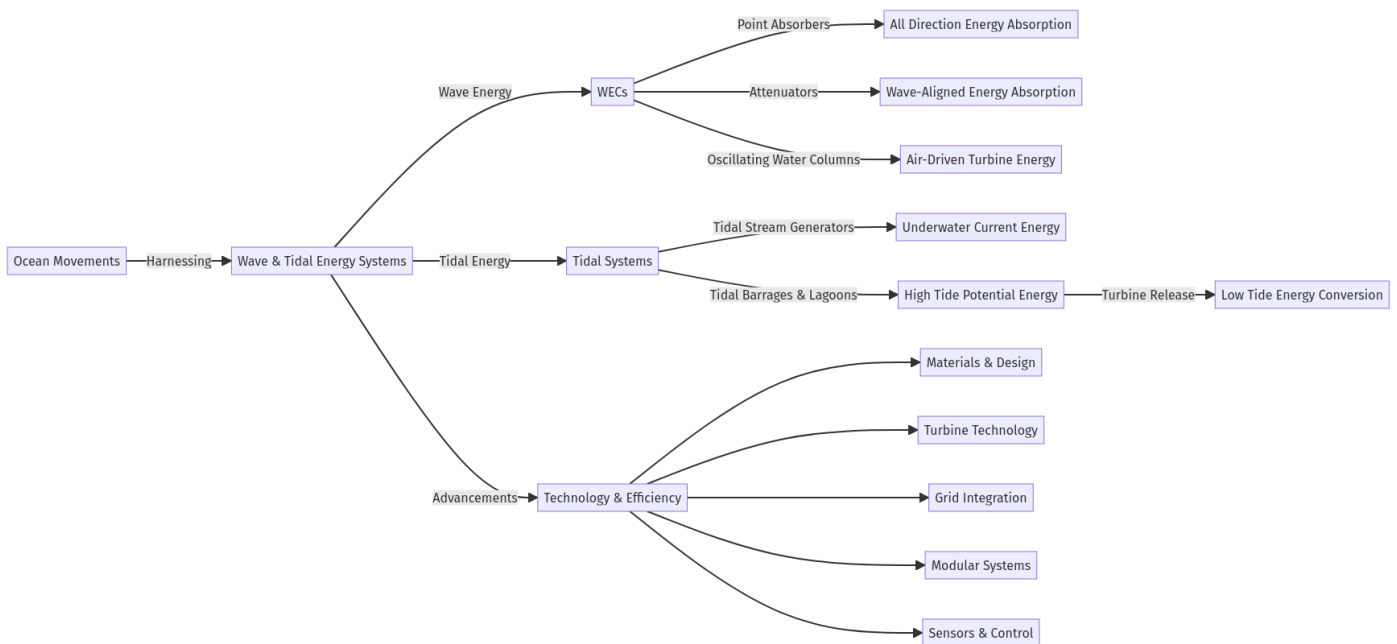 Point Absorbers
All Direction Energy Absorption
Wave Energy
WECs
Attenuators
Wave-Aligned Energy Absorption
Oscillating Water Columns
Air-Driven Turbine Energy
Tidal Stream Generators
Underwater Current Energy
Ocean Movements
Harnessing
Wave & Tidal Energy Systems
Tidal Energy
Tidal Systems
Tidal Barrages & Lagoons
High Tide Potential Energy
Turbine Release
Low Tide Energy Conversion
Materials & Design
Turbine Technology
Advancements
Technology & Efficiency
Grid Integration
Modular Systems
Sensors & Control